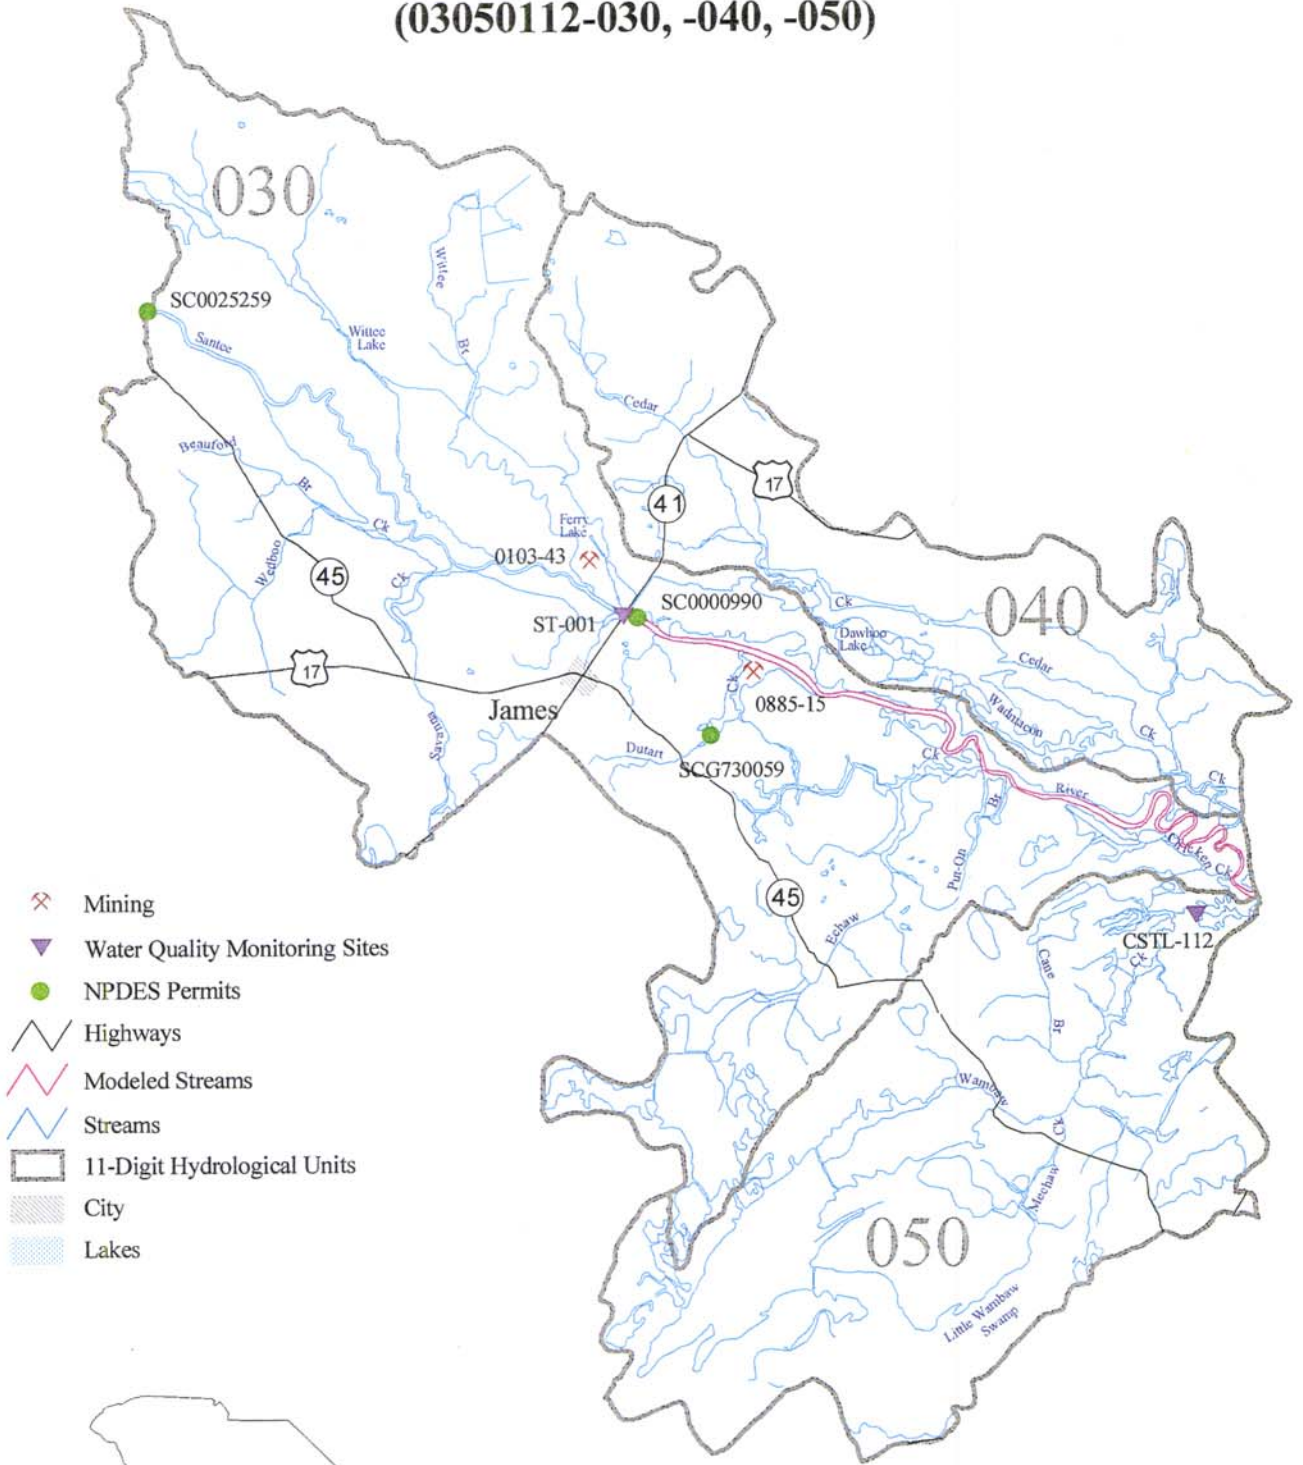 (03050112-030, -040, -050)
030
SC0025259
Santee
Wittee
Lake
Wittee
Br
Cedar
17
41
Beauford
Br
Ck
Ferry
Lake
0103-43
Wedboo
45
Ck
ST-001
SC0000990
Ck
040
Dawhoo
Lake
Cedar
17
Ck
0885-15
Wadmacon
Ck
James
Savanna
Dutart
SCG730059
Ck
Ck
Br
River
Chicken Ck
Put-On
45
Echaw
CSTL-112
Ck
Cane
Br
Wambaw
Ck
Mechaw
050
Little Wambaw
Swamp
Mining
Water Quality Monitoring Sites
NPDES Permits
Highways
Modeled Streams
Streams
11-Digit Hydrological Units
City
Lakes